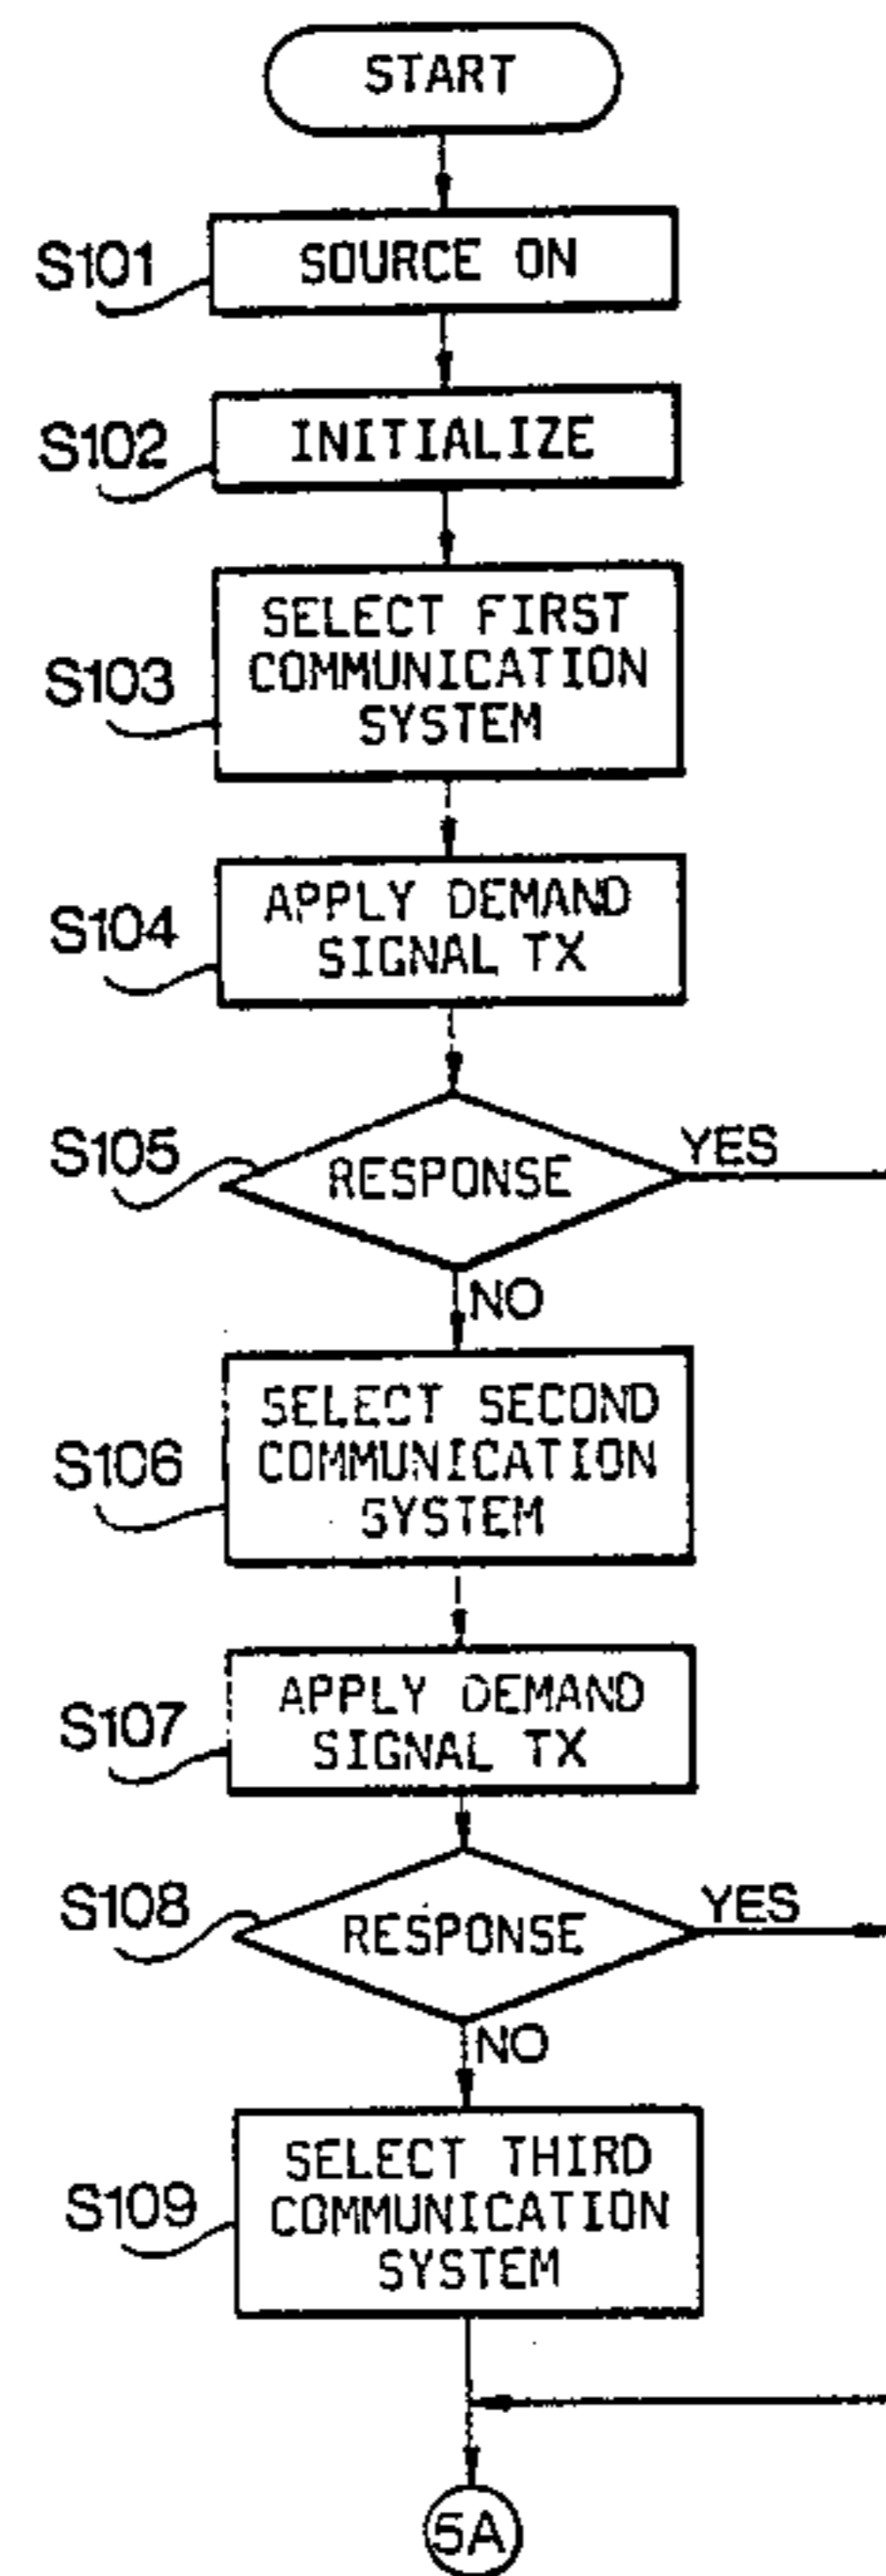 START
S101
SOURCE ON
S102
INITIALIZE
S103
SELECT FIRST
COMMUNICATION
SYSTEM
S104
APPLY DEMAND
SIGNAL TX
S105
RESPONSE
YES
NO
S106
SELECT SECOND
COMMUNICATION
SYSTEM
S107
APPLY DEMAND
SIGNAL TX
S108
RESPONSE
YES
NO
S109
SELECT THIRD
COMMUNICATION
SYSTEM
5A